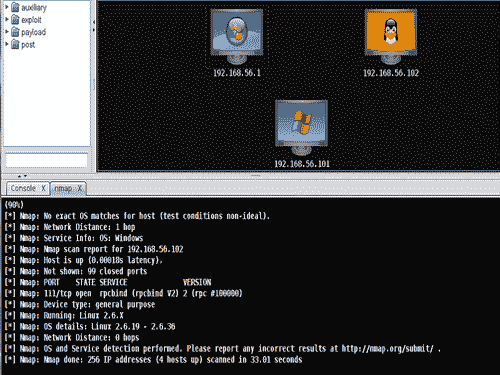 auxiliary
exploit
payload
post
192.168.56.1
192.168.56.102
192.168.56.101
Console X nmap X
(90%)
[*] Nmap: No exact OS matches for host (test conditions non-ideal).
[*] Nmap: Network Distance: 1 hop
[*] Nmap: Service Info: OS: Windows
[*] Nmap: Nmap scan report for 192.168.56.102
[*] Nmap: Host is up (0.00018s latency).
[*] Nmap: Not shown: 99 closed ports
[*] Nmap: PORT STATE SERVICE VERSION
[*] Nmap: 111/tcp open rpcbind (rpcbind V2) 2 (rpc #100000)
[*] Nmap: Device type: general purpose
[*] Nmap: Running: Linux 2.6.X
[*] Nmap: OS details: Linux 2.6.19 - 2.6.36
[*] Nmap: Network Distance: 0 hops
[*] Nmap: OS and Service detection performed. Please report any incorrect results at http://nmap.org/submit/ .
[*] Nmap: Nmap done: 256 IP addresses (4 hosts up) scanned in 33.01 seconds